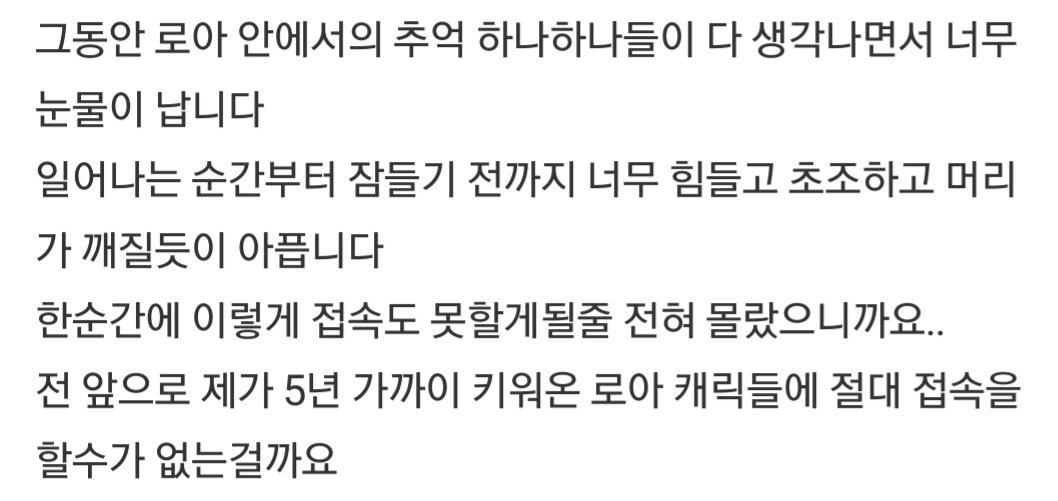 그동안 로아 안에서의 추억 하나하나들이 다 생각나면서 너무
눈물이 납니다
일어나는 순간부터 잠들기 전까지 너무 힘들고 초조하고 머리
가 깨질듯이 아픕니다
한순간에 이렇게 접속도 못할게될줄 전혀 몰랐으니까요..
전 앞으로 제가 5년 가까이 키워온 로아 캐릭들에 절대 접속을
할수가 없는걸까요